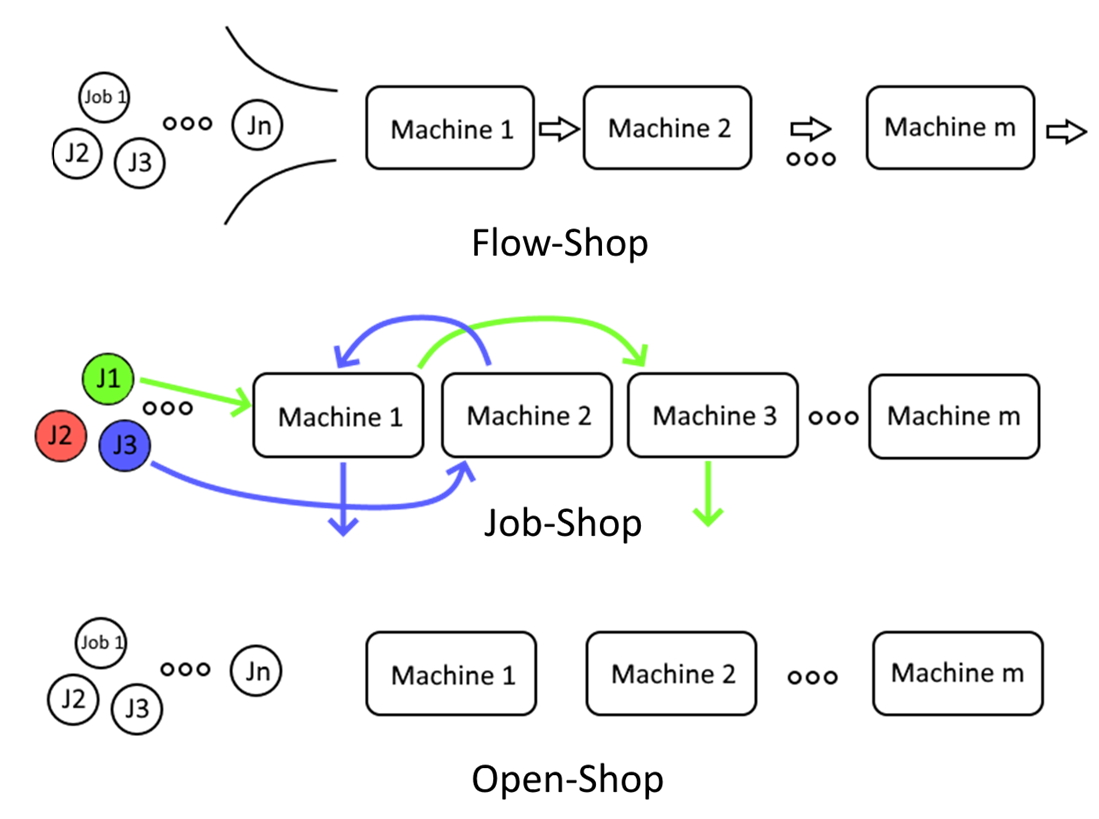 Job 1
J2
J3
Jn
Machine 1
Machine 2
Machine m
Flow-Shop
J1
J2
J3
Machine 1
Machine 2
Machine 3
Machine m
Job-Shop
Job 1
J2
J3
Jn
Machine 1
Machine 2
Machine m
Open-Shop